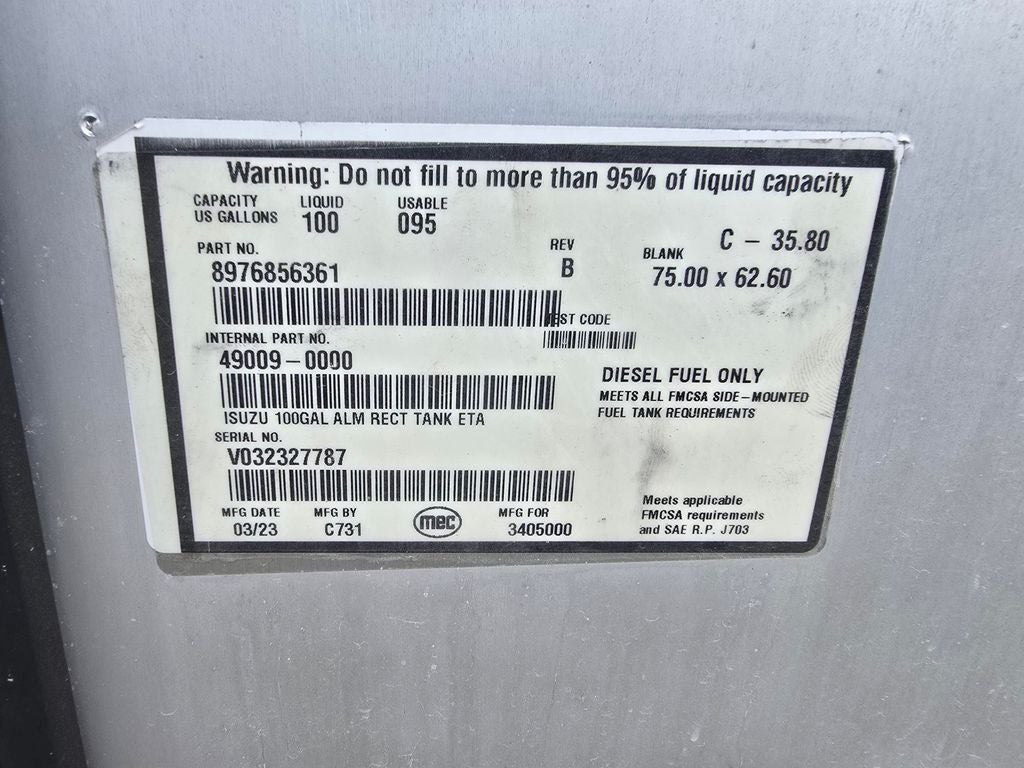 Warning: Do not fill to more than 95% of liquid capacity
CAPACITY US GALLONS
LIQUID 100
USABLE 095
C - 35.80
PART NO.
8976856361
REV
B
BLANK
75.00 x 62.60
TEST CODE
INTERNAL PART NO.
49009-0000
ISUZU 100GAL ALM RECT TANK ETA
DIESEL FUEL ONLY
MEETS ALL FMCSA SIDE-MOUNTED
FUEL TANK REQUIREMENTS
SERIAL NO.
V032327787
MFG DATE
03/23
MFG BY
C731
mec
MFG FOR
3405000
Meets applicable
FMCSA requirements
and SAE R.P. J703